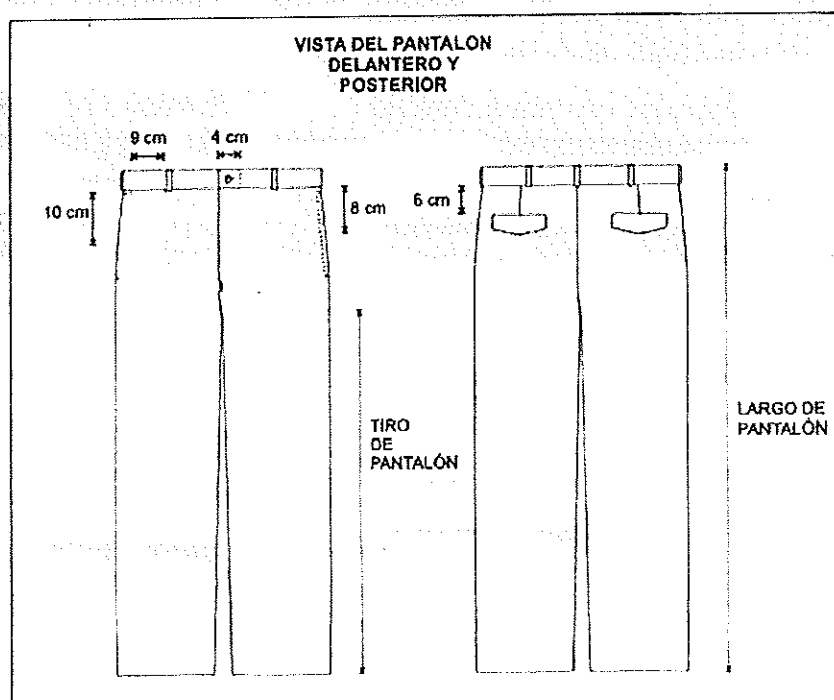 VISTA DEL PANTALON
DELANTERO Y
POSTERIOR
9 cm
4 cm
10 cm
8 cm
6 cm
TIRO
DE
PANTALÓN
LARGO DE
PANTALÓN